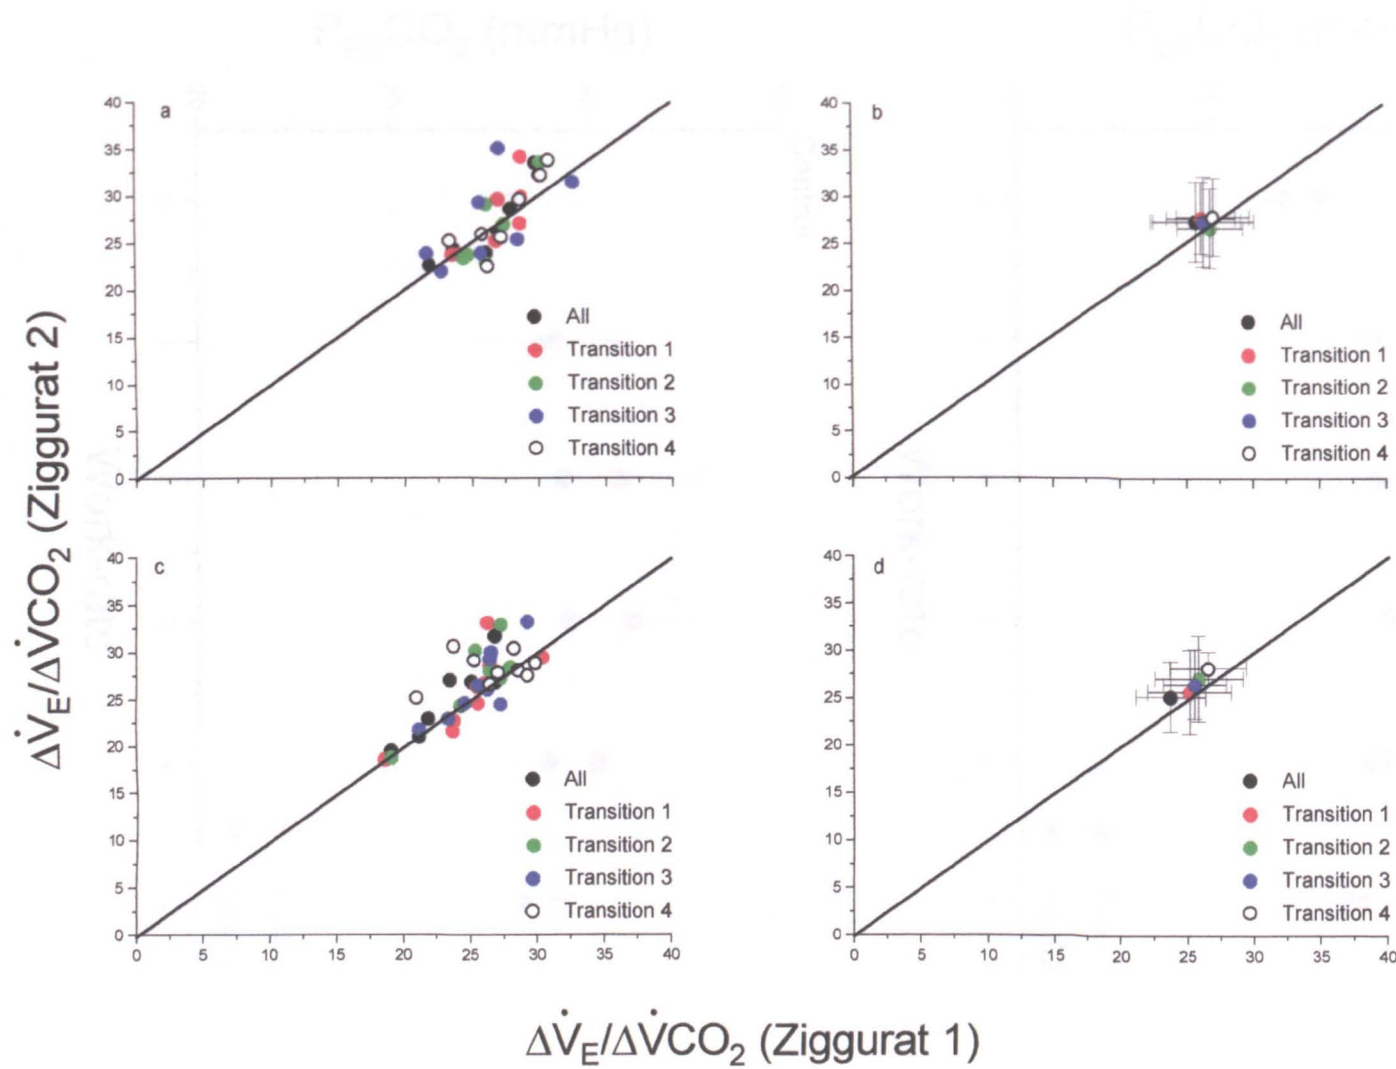 a
40
35
30
25
20
15
10
5
0
All
Transition 1
Transition 2
Transition 3
Transition 4
b
40
35
30
25
20
15
10
5
0
All
Transition 1
Transition 2
Transition 3
Transition 4
ΔV̇E/ΔV̇CO₂ (Ziggurat 2)
c
40
35
30
25
20
15
10
5
0
All
Transition 1
Transition 2
Transition 3
Transition 4
0 5 10 15 20 25 30 35 40
d
40
35
30
25
20
15
10
5
0
All
Transition 1
Transition 2
Transition 3
Transition 4
0 5 10 15 20 25 30 35 40
ΔV̇E/ΔV̇CO₂ (Ziggurat 1)